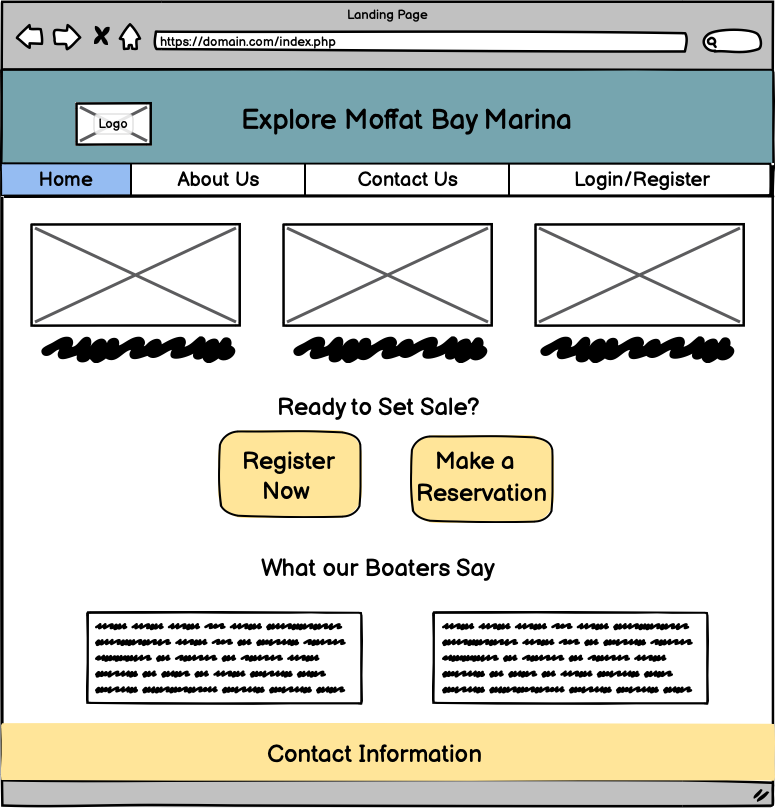 Landing Page
https://domain.com/index.php
Logo
Explore Moffat Bay Marina
Home
About Us
Contact Us
Login/Register
Ready to Set Sale?
Register
Now
Make a
Reservation
What our Boaters Say
Contact Information